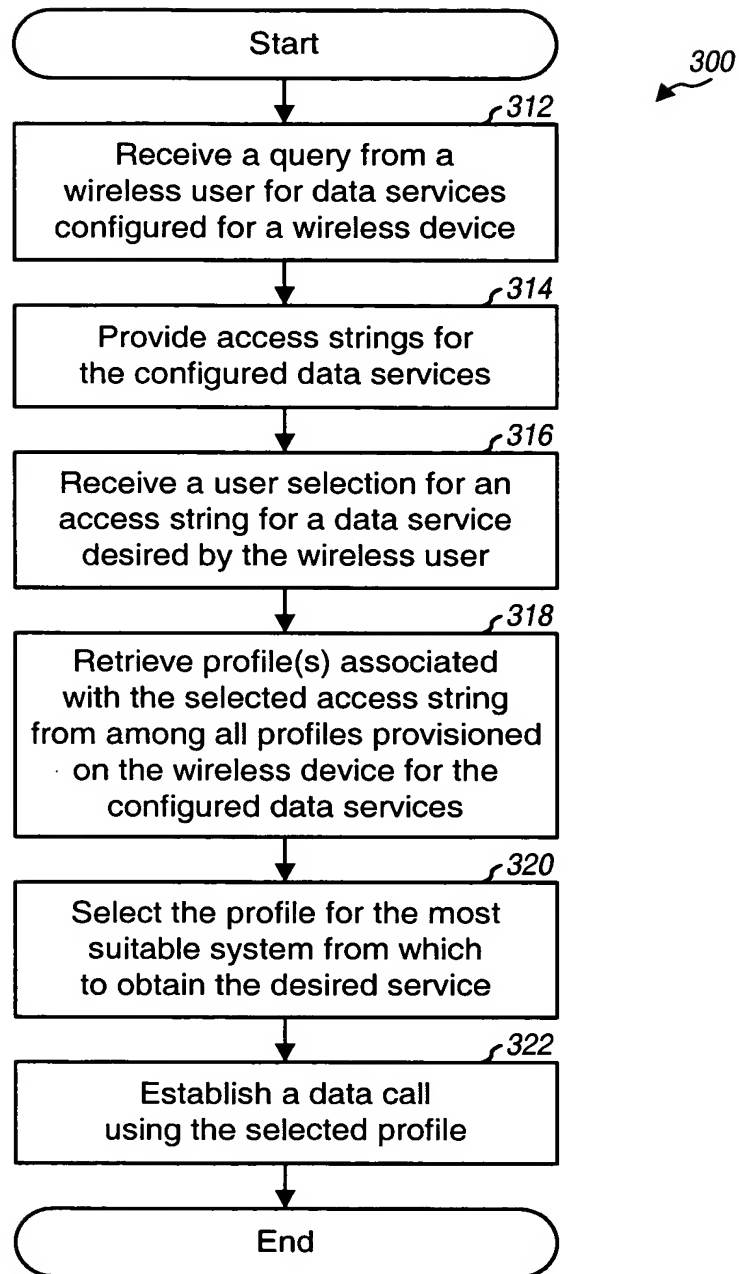 Start
300
312
Receive a query from a
wireless user for data services
configured for a wireless device
314
Provide access strings for
the configured data services
316
Receive a user selection for an
access string for a data service
desired by the wireless user
318
Retrieve profile(s) associated
with the selected access string
from among all profiles provisioned
on the wireless device for the
configured data services
320
Select the profile for the most
suitable system from which
to obtain the desired service
322
Establish a data call
using the selected profile
End